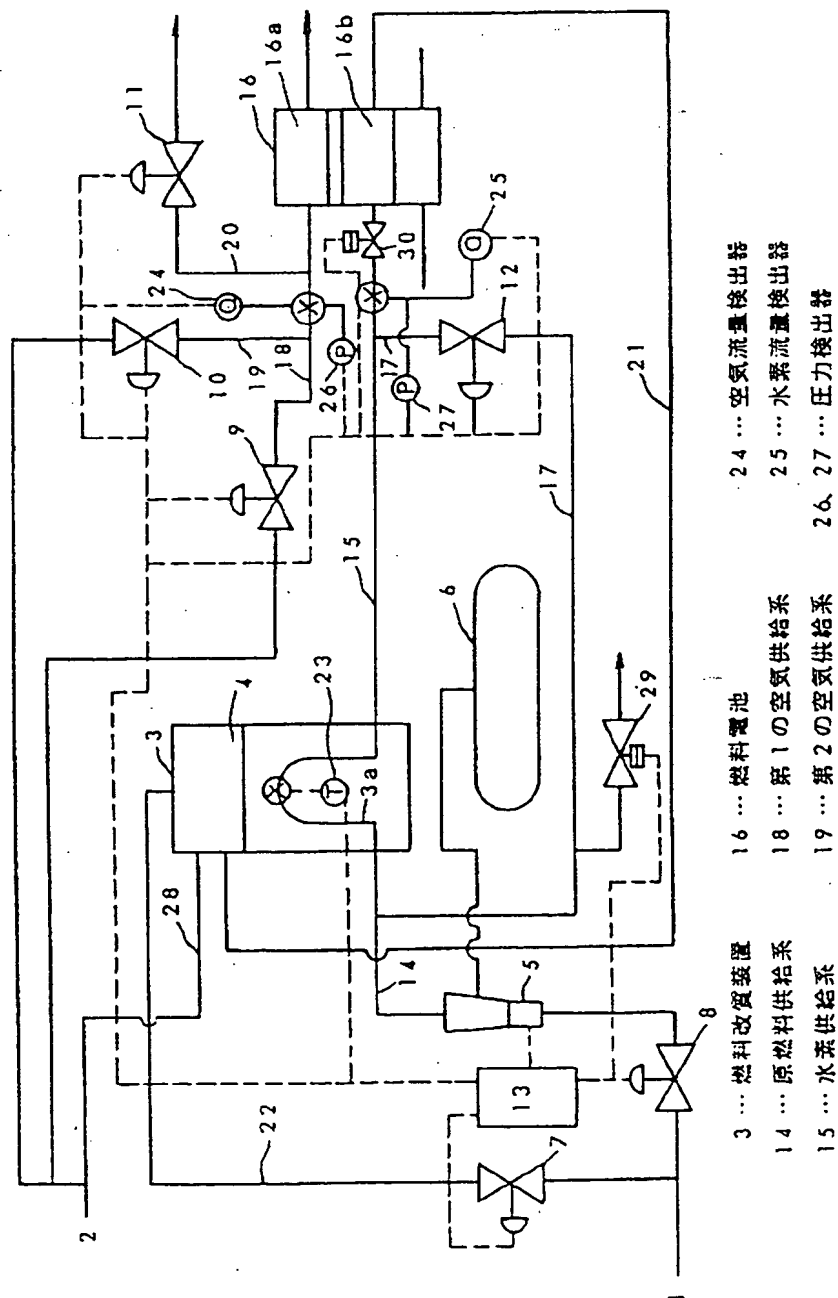 2
28
3
10
24
11
20
16
22
4
9
19
18
16a
Q
X
23
T
X
3a
26
P
16b
14
15
X
30
13
5
6
17
P
27
Q
25
7
12
17
8
29
21
3 … 燃料改質装置
16 … 燃料電池
24 … 空気流量検出器
14 … 原燃料供給系
18 … 第1の空気供給系
25 … 水素流量検出器
15 … 水素供給系
19 … 第2の空気供給系
26、27 … 圧力検出器